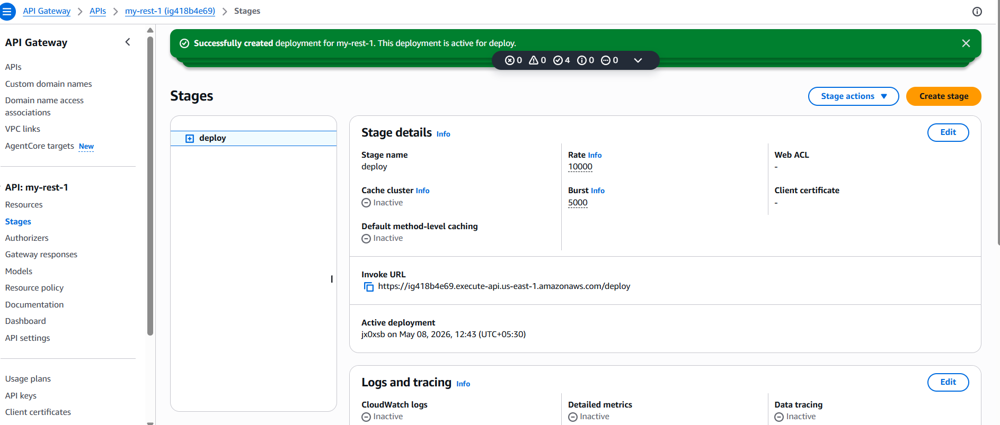 API Gateway > APIs > my-rest-1 (ig418b4e69) > Stages
API Gateway
APIs
Custom domain names
Domain name access
associations
VPC links
AgentCore targets New
API: my-rest-1
Resources
Stages
Authorizers
Gateway responses
Models
Resource policy
Documentation
Dashboard
API settings
Usage plans
API keys
Client certificates
Successfully created deployment for my-rest-1. This deployment is active for deploy.
0 0 4 0 0
Stages
Stage actions
Create stage
deploy
Stage details Info
Edit
Stage name
deploy
Rate Info
10000
Web ACL
-
Cache cluster Info
Inactive
Burst Info
5000
Client certificate
-
Default method-level caching
Inactive
Invoke URL
https://ig418b4e69.execute-api.us-east-1.amazonaws.com/deploy
Active deployment
jx0xsb on May 08, 2026, 12:43 (UTC+05:30)
Logs and tracing Info
Edit
CloudWatch logs
Inactive
Detailed metrics
Inactive
Data tracing
Inactive